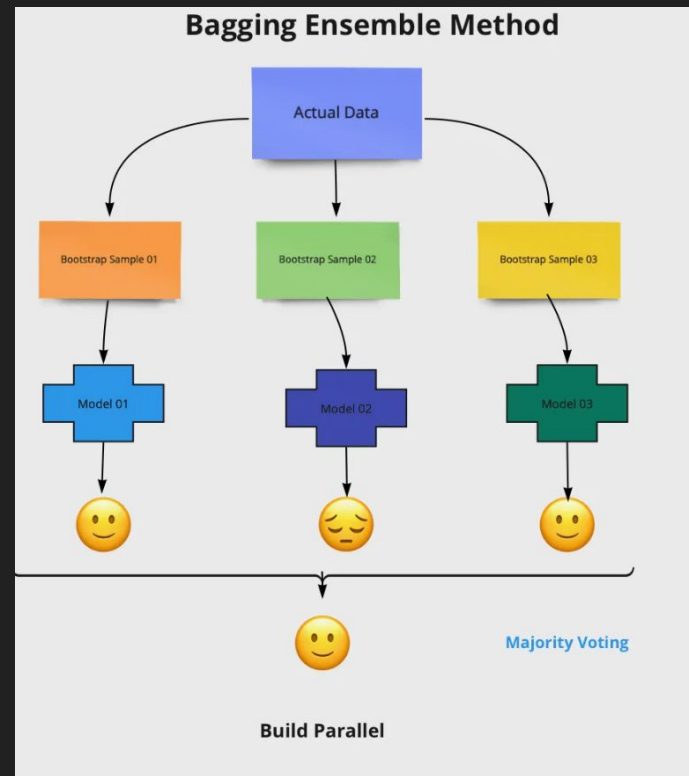 Bagging Ensemble Method
Actual Data
Bootstrap Sample 01
Bootstrap Sample 02
Bootstrap Sample 03
Model 01
Model 02
Model 03
Majority Voting
Build Parallel